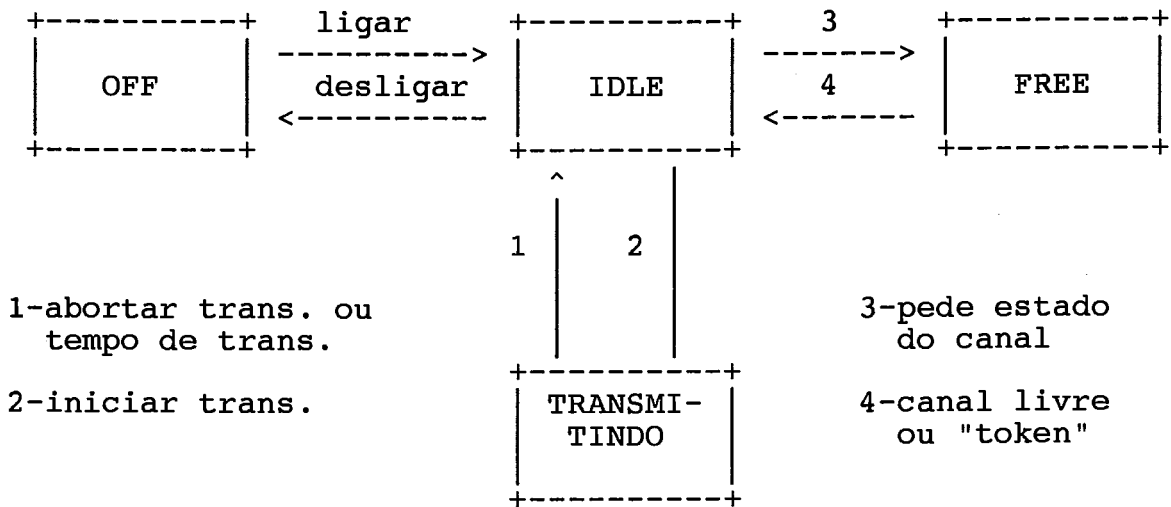 ligar
3
OFF
IDLE
FREE
desligar
4
1
2
1-abortar trans. ou
tempo de trans.
2-iniciar trans.
3-pede estado
do canal
4-canal livre
ou "token"
TRANSMI-
TINDO